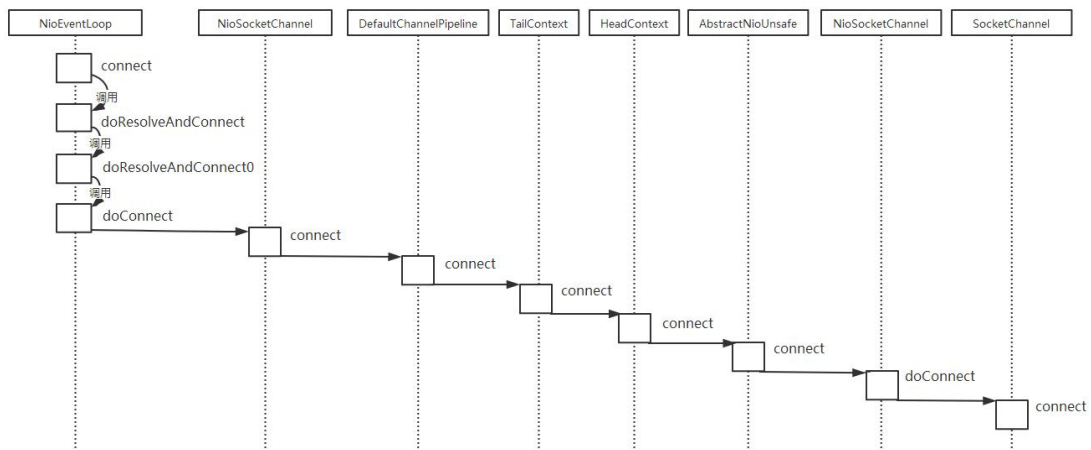 NioEventLoop
NioSocketChannel
DefaultChannelPipeline
TailContext
HeadContext
AbstractNioUnsafe
NioSocketChannel
SocketChannel
connect
调用
doResolveAndConnect
调用
doResolveAndConnect0
调用
doConnect
connect
connect
connect
connect
connect
doConnect
connect